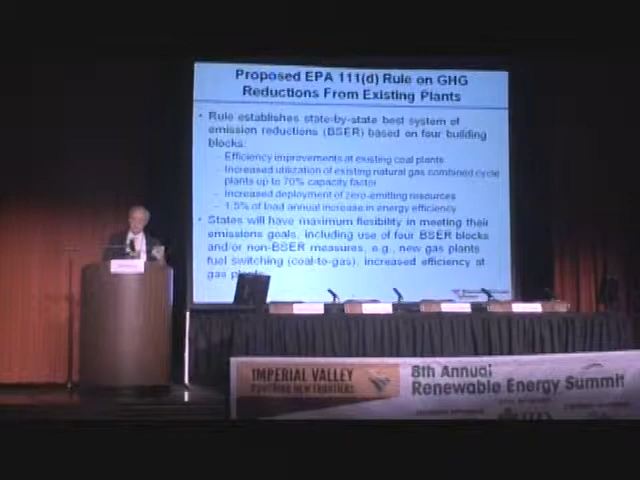 Proposed EPA 111(d) Rule on GHG
Reductions From Existing Plants
• Rule establishes state-by-state best system of
emission reductions (BSER) based on four building
blocks:
– Efficiency improvements at existing coal plants
– Increased utilization of existing natural gas combined cycle
plants up to 70% capacity factor
– Increased deployment of zero-emitting resources
– 1.5% of load annual increase in energy efficiency
• States will have maximum flexibility in meeting their
emissions goals, including use of four BSER blocks
and/or non-BSER measures, e.g., new gas plants
fuel switching (coal-to-gas), increased efficiency at
gas
IMPERIAL VALLEY
NEW FRONTIERS
8th Annual
Renewable Energy Summit